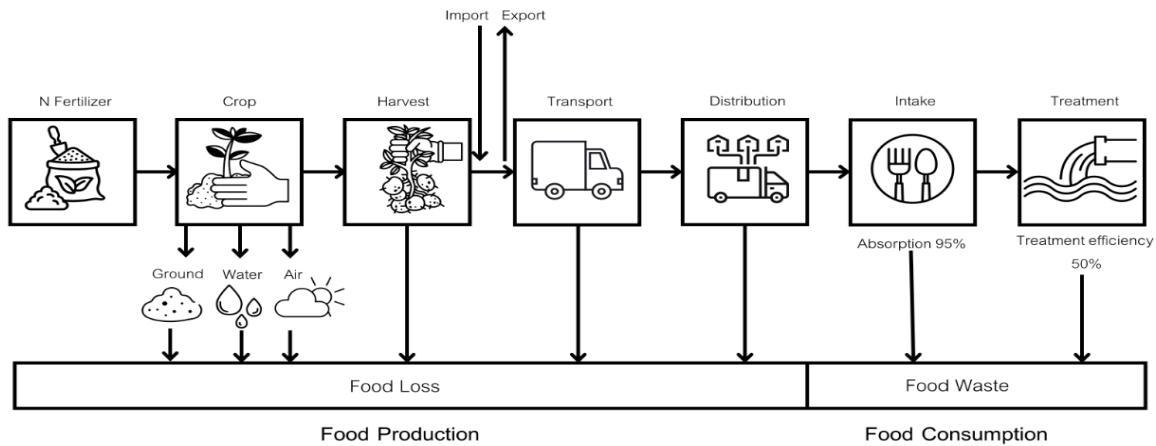 Import Export
N Fertilizer Crop Harvest Transport Distribution Intake Treatment
Absorption 95% Treatment efficiency
50%
Ground Water Air
Food Loss Food Waste
Food Production Food Consumption